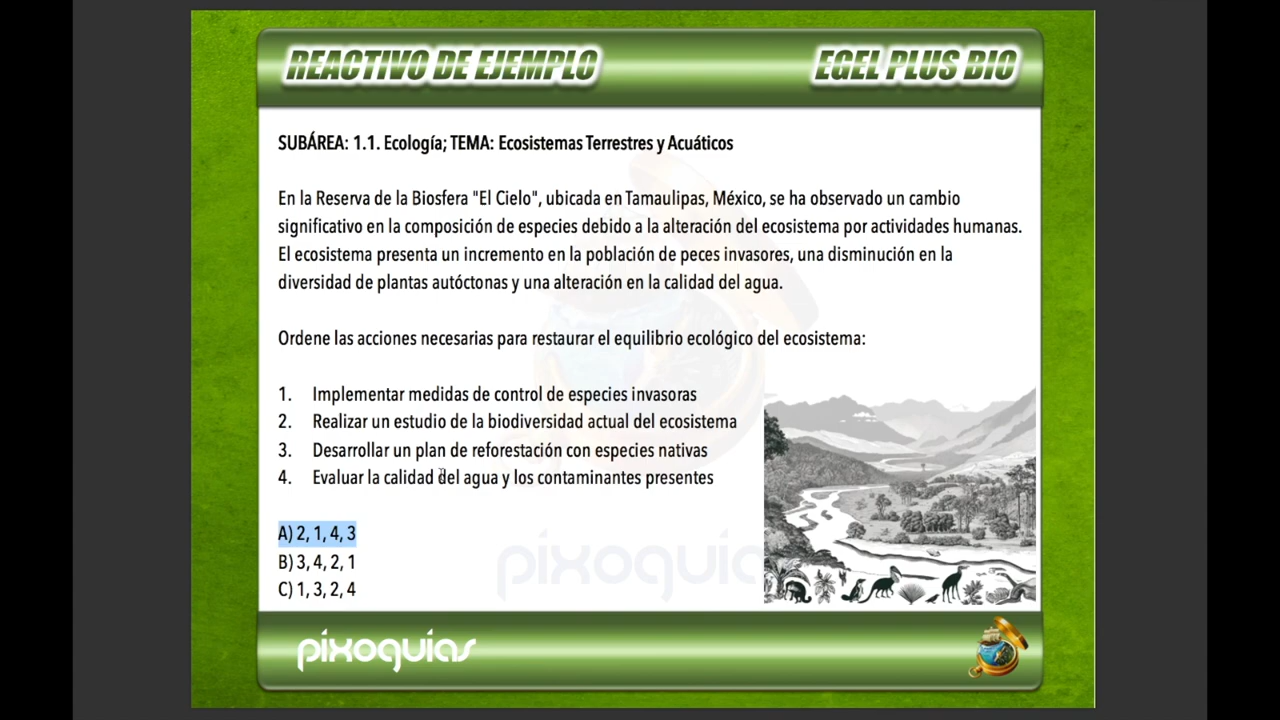 REACTIVO DE EJEMPLO
EGEL PLUS BIO
SUBÁREA: 1.1. Ecología; TEMA: Ecosistemas Terrestres y Acuáticos
En la Reserva de la Biosfera "El Cielo", ubicada en Tamaulipas, México, se ha observado un cambio
significativo en la composición de especies debido a la alteración del ecosistema por actividades humanas.
El ecosistema presenta un incremento en la población de peces invasores, una disminución en la
diversidad de plantas autóctonas y una alteración en la calidad del agua.
Ordene las acciones necesarias para restaurar el equilibrio ecológico del ecosistema:
1. Implementar medidas de control de especies invasoras
2. Realizar un estudio de la biodiversidad actual del ecosistema
3. Desarrollar un plan de reforestación con especies nativas
4. Evaluar la calidad del agua y los contaminantes presentes
A) 2, 1, 4, 3
B) 3, 4, 2, 1
C) 1, 3, 2, 4
pixoguías
pixoguías